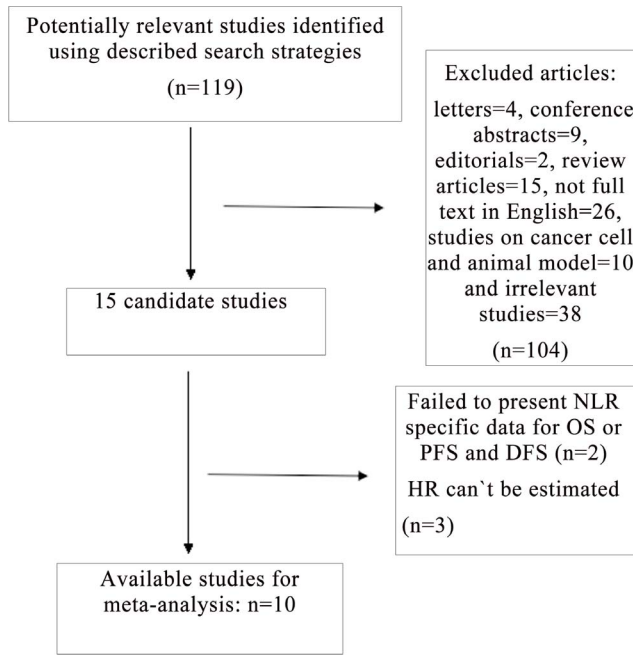 Potentially relevant studies identified
using described search strategies
(n=119)
Excluded articles:
letters=4, conference
abstracts=9,
editorials=2, review
articles=15, not full
text in English=26,
studies on cancer cell
and animal model=10
and irrelevant
studies=38
(n=104)
15 candidate studies
Failed to present NLR
specific data for OS or
PFS and DFS (n=2)
HR can`t be estimated
(n=3)
Available studies for
meta-analysis: n=10